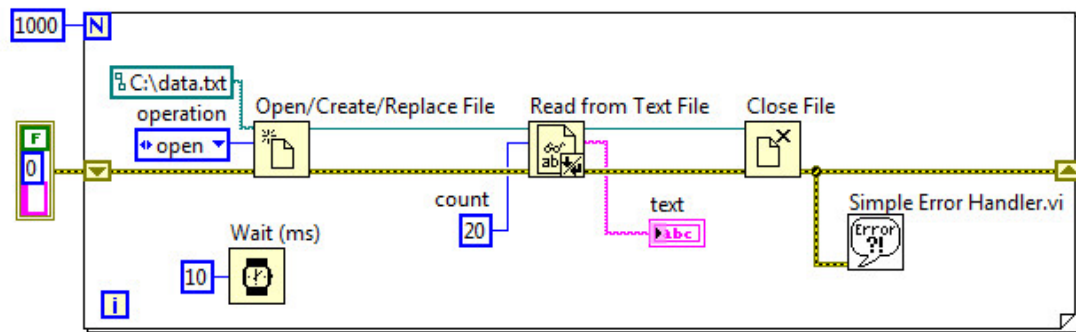 1000
N
C:\data.txt
operation
Open/Create/Replace File
Read from Text File
Close File
F
open
0
ab
count
text
Simple Error Handler.vi
20
abc
Error
?!
Wait (ms)
10
i